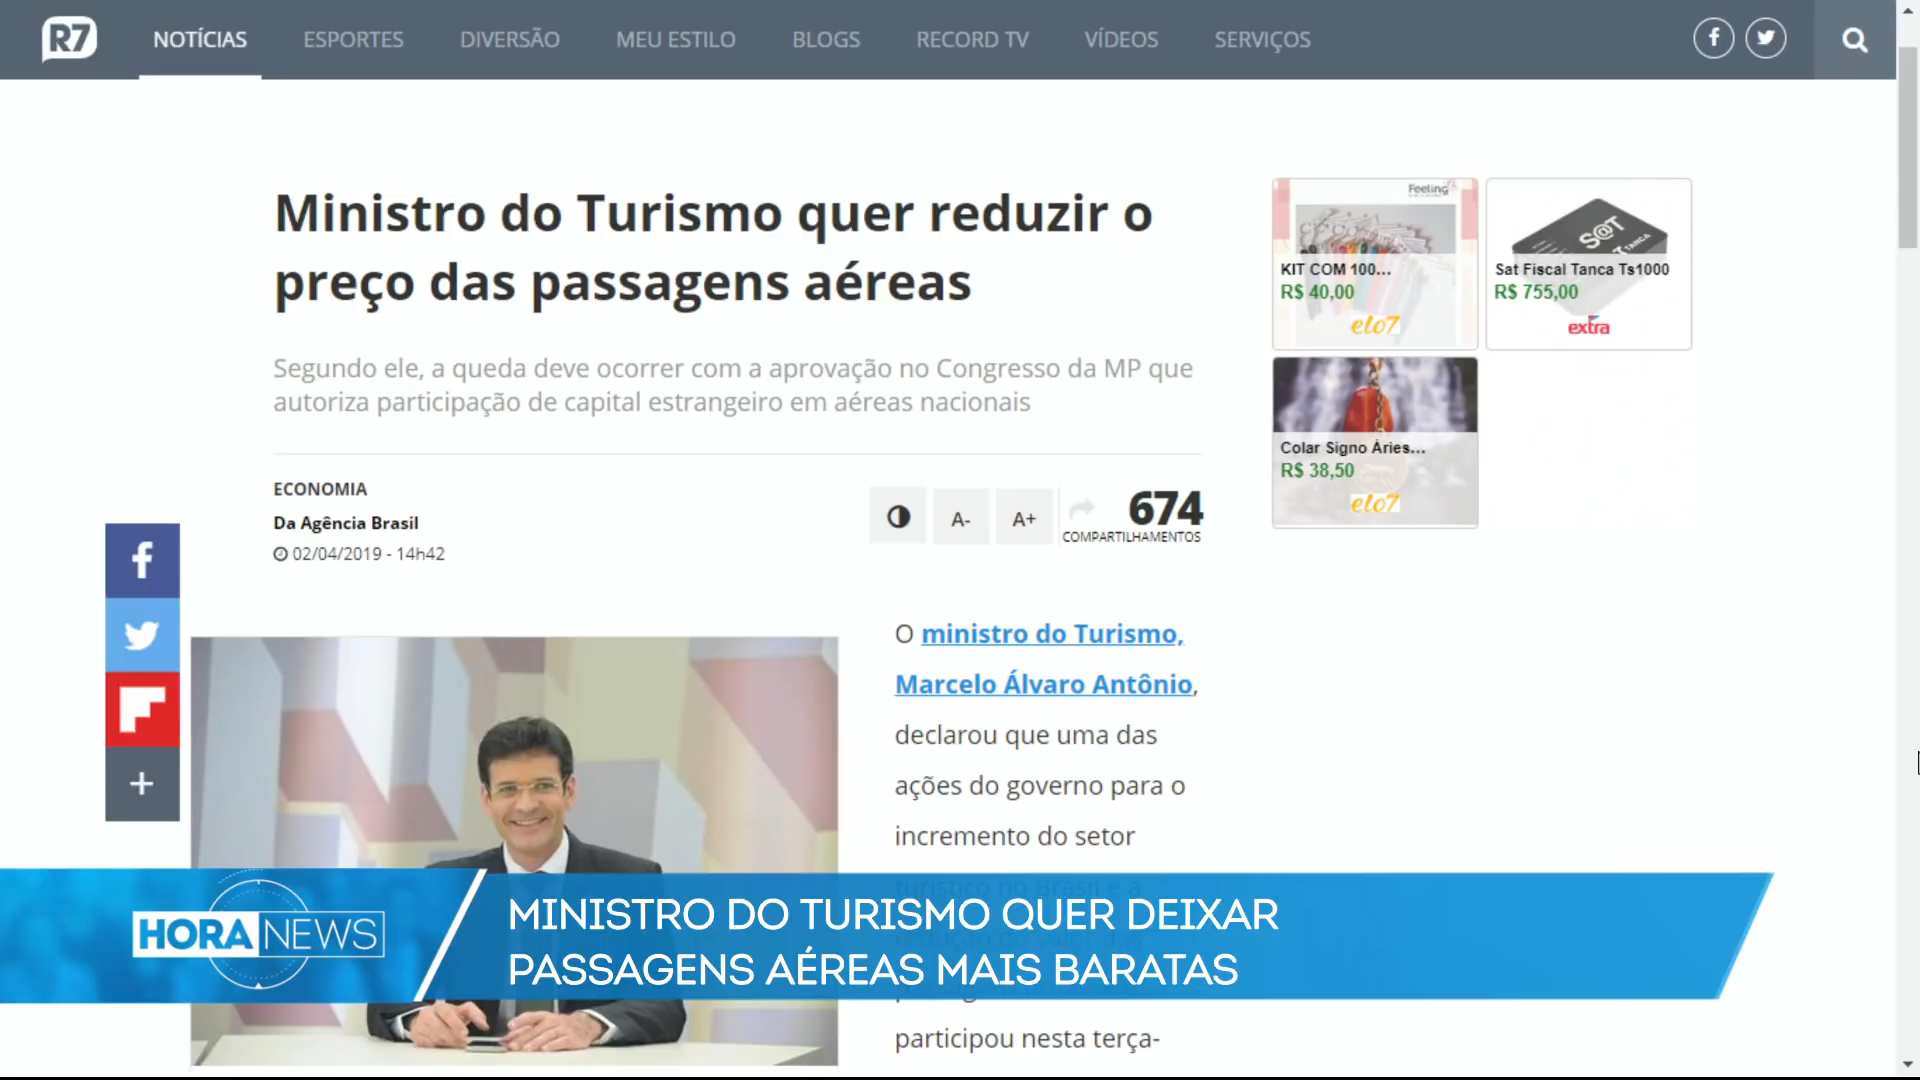 R7
NOTÍCIAS
ESPORTES
DIVERSÃO
MEU ESTILO
BLOGS
RECORD TV
VÍDEOS
SERVIÇOS
Ministro do Turismo quer reduzir o
preço das passagens aéreas
Segundo ele, a queda deve ocorrer com a aprovação no Congresso da MP que
autoriza participação de capital estrangeiro em aéreas nacionais
ECONOMIA
Da Agência Brasil
02/04/2019 - 14h42
A-
A+
674
COMPARTILHAMENTOS
Feeling
KIT COM 100...
R$ 40,00
elo7
S@T
TANCA
Sat Fiscal Tanca Ts1000
R$ 755,00
extra
Colar Signo Áries...
R$ 38,50
elo7
O ministro do Turismo,
Marcelo Álvaro Antônio,
declarou que uma das
ações do governo para o
incremento do setor
turístico no Brasil é a
participou nesta terça-
HORA NEWS
MINISTRO DO TURISMO QUER DEIXAR
PASSAGENS AÉREAS MAIS BARATAS